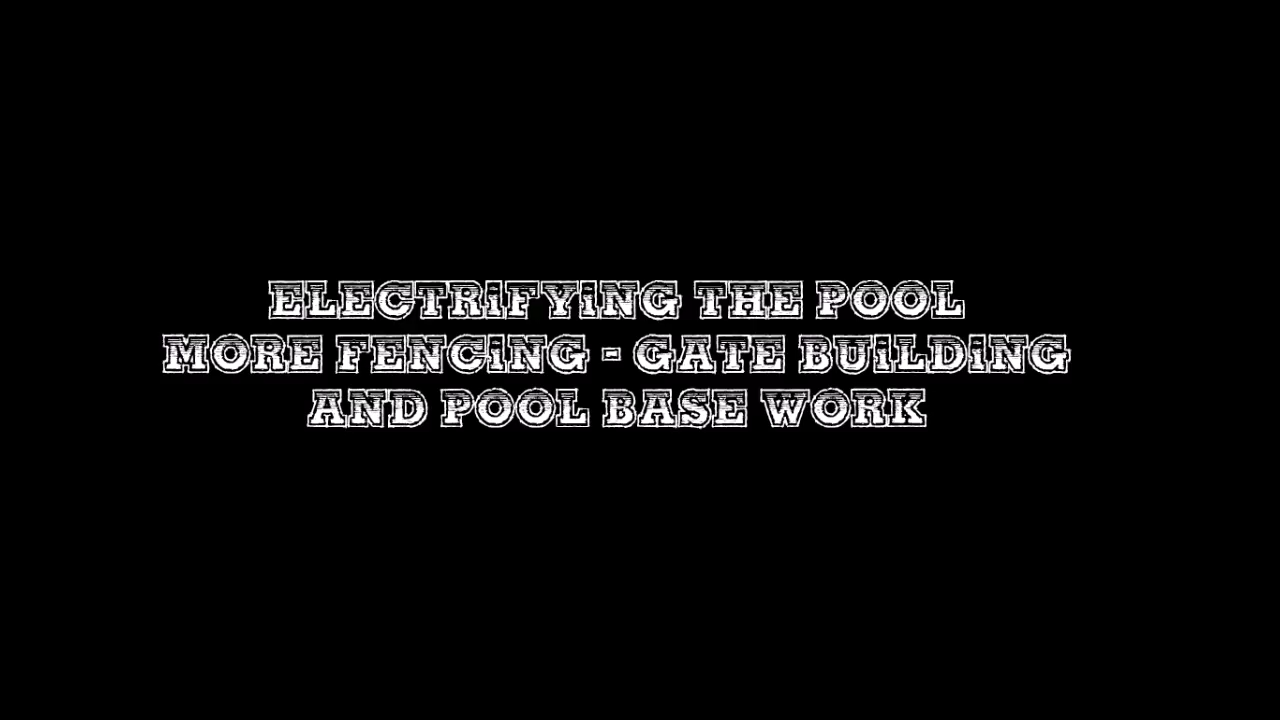 ELECTRiFYiNG THE POOL
MORE FENCiNG - GATE BUiLDiNG
AND POOL BASE WORK